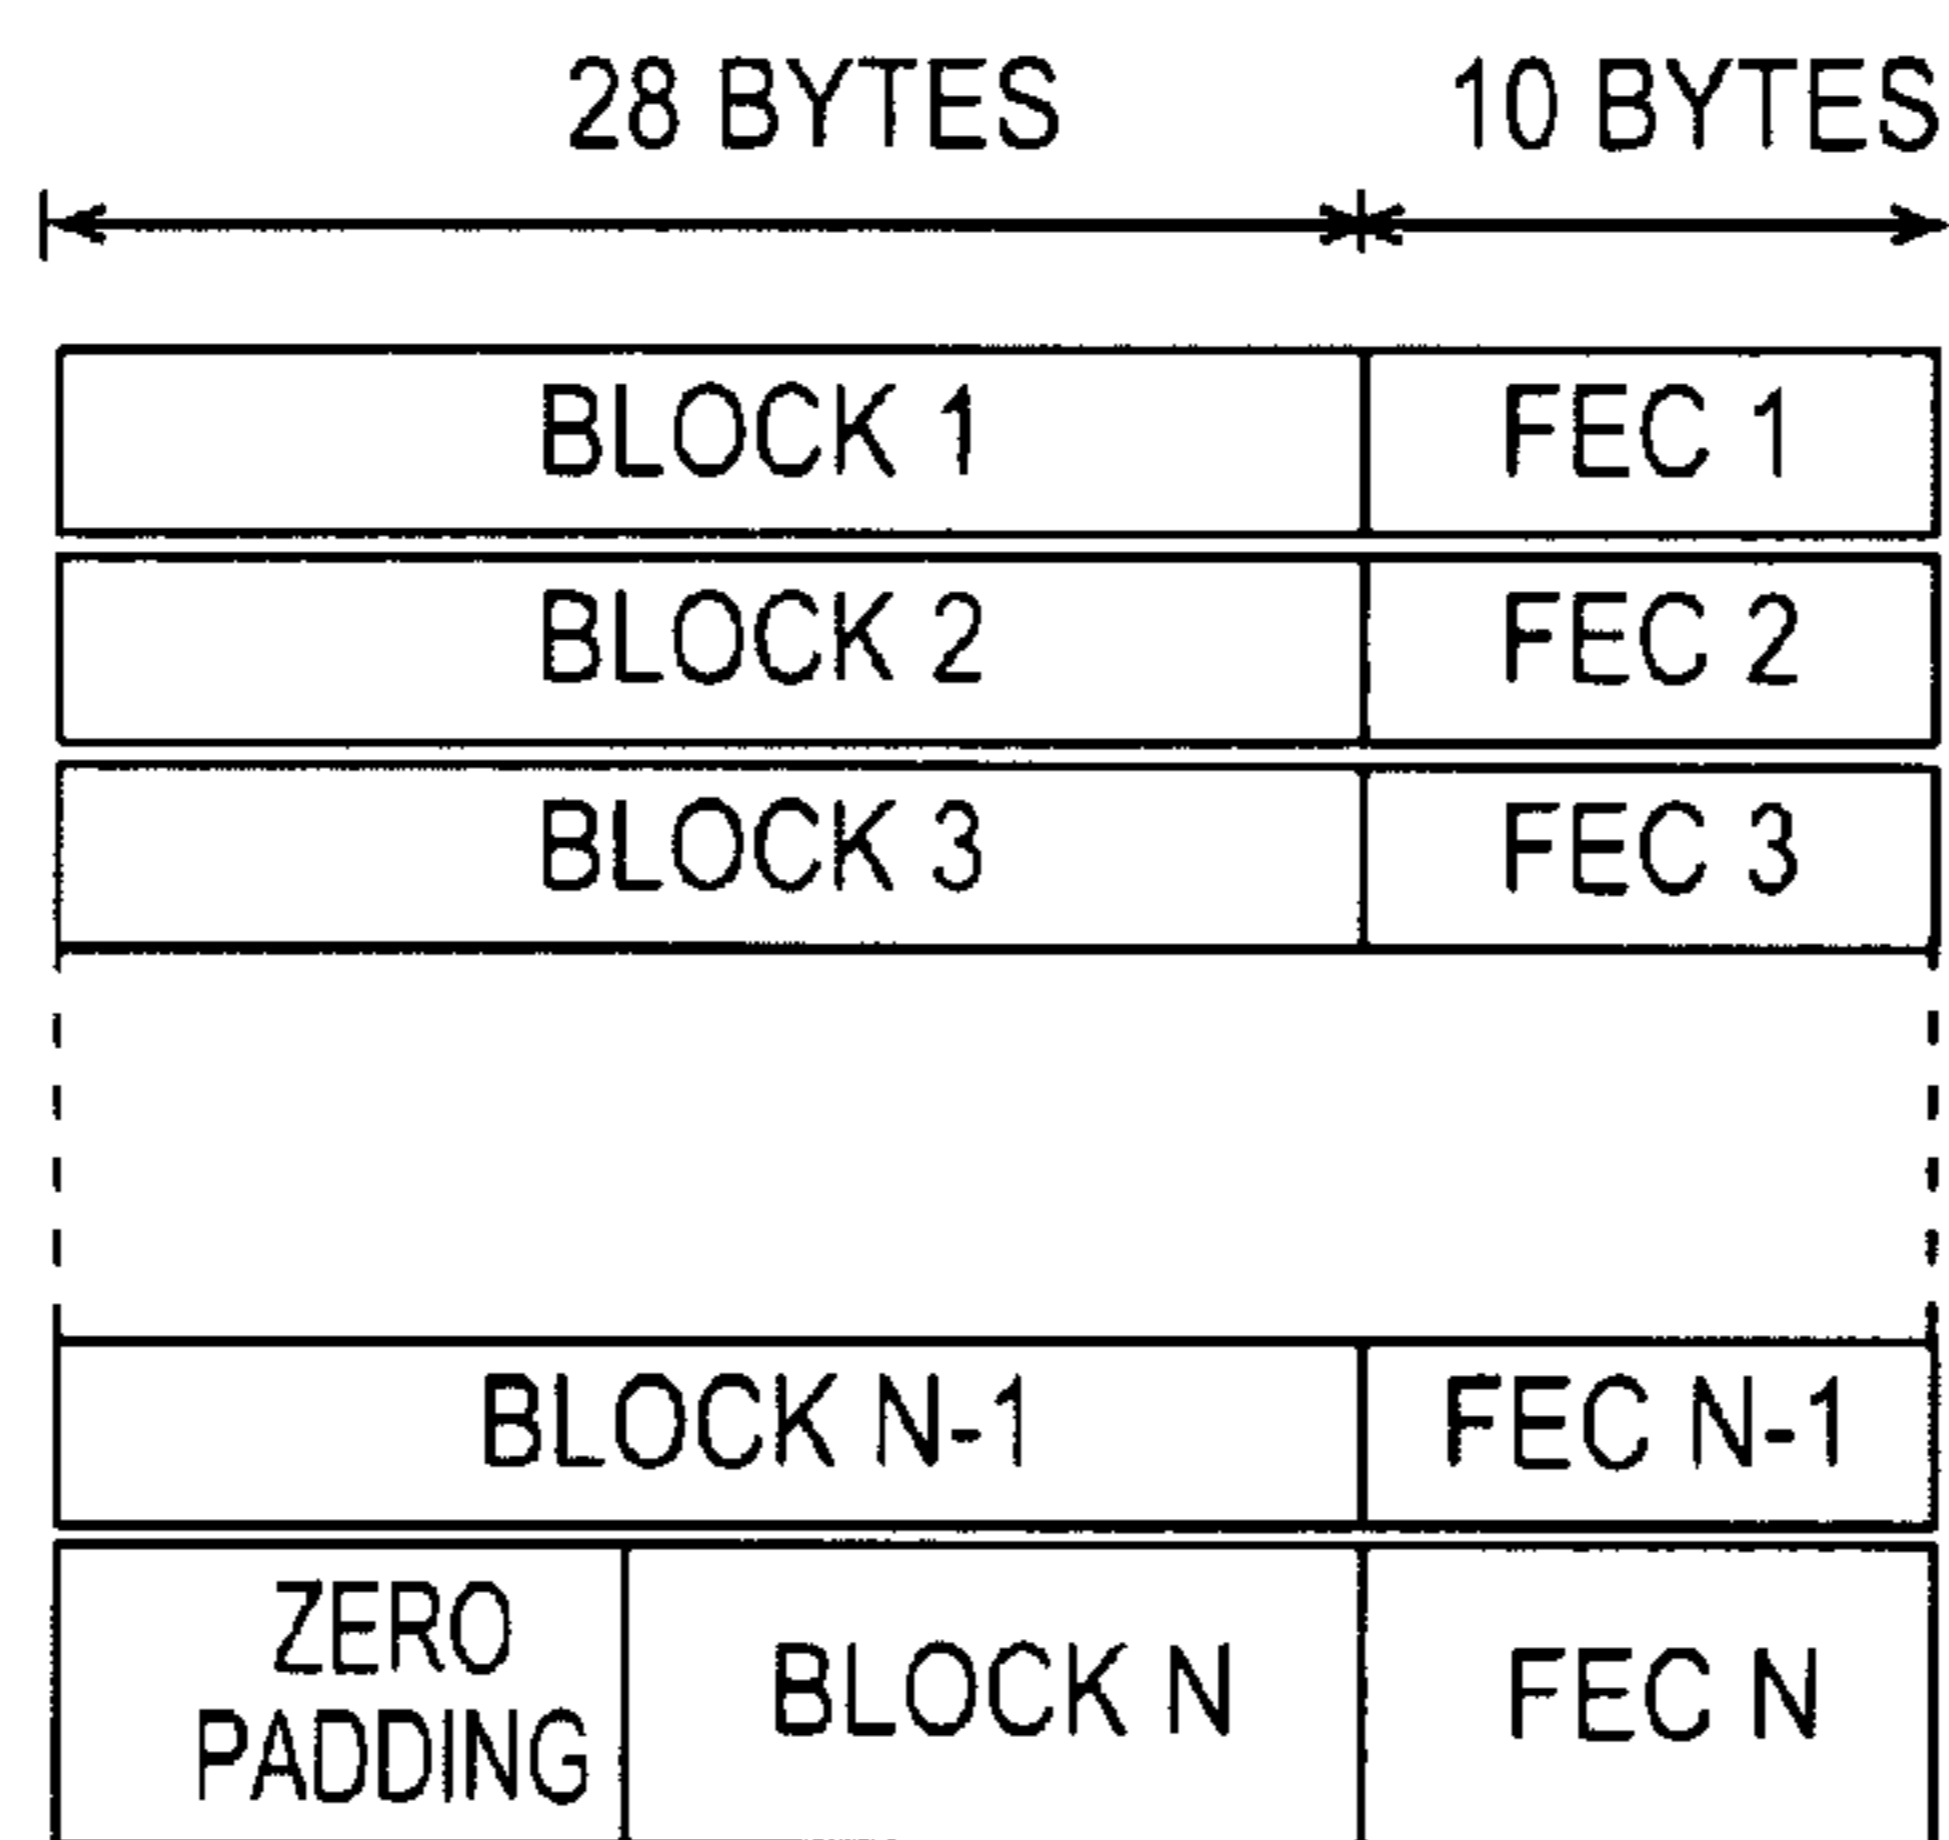 28 BYTES 10 BYTES
BLOCK 1 FEC 1
BLOCK 2 FEC 2
BLOCK 3 FEC 3
BLOCK N-1 FEC N-1
ZERO
PADDING
BLOCK N FEC N